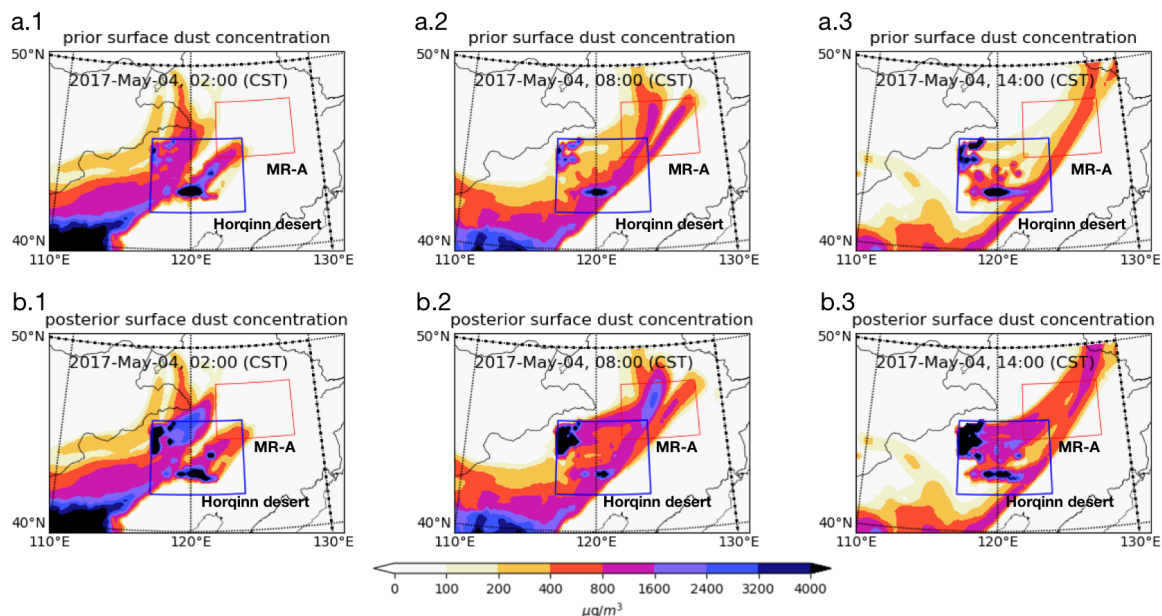 a.1
prior surface dust concentration
50°N
2017-May-04, 02:00 (CST)
MR-A
Horqinn desert
40°N
110°E 120°E 130°E
a.2
prior surface dust concentration
50°N
2017-May-04, 08:00 (CST)
MR-A
Horqinn desert
40°N
110°E 120°E 130°E
a.3
prior surface dust concentration
50°N
2017-May-04, 14:00 (CST)
MR-A
Horqinn desert
40°N
110°E 120°E 130°E
b.1
posterior surface dust concentration
50°N
2017-May-04, 02:00 (CST)
MR-A
Horqinn desert
40°N
110°E 120°E 130°E
b.2
posterior surface dust concentration
50°N
2017-May-04, 08:00 (CST)
MR-A
Horqinn desert
40°N
110°E 120°E 130°E
b.3
posterior surface dust concentration
50°N
2017-May-04, 14:00 (CST)
MR-A
Horqinn desert
40°N
110°E 120°E 130°E
0 100 200 400 800 1600 2400 3200 4000
μg/m³